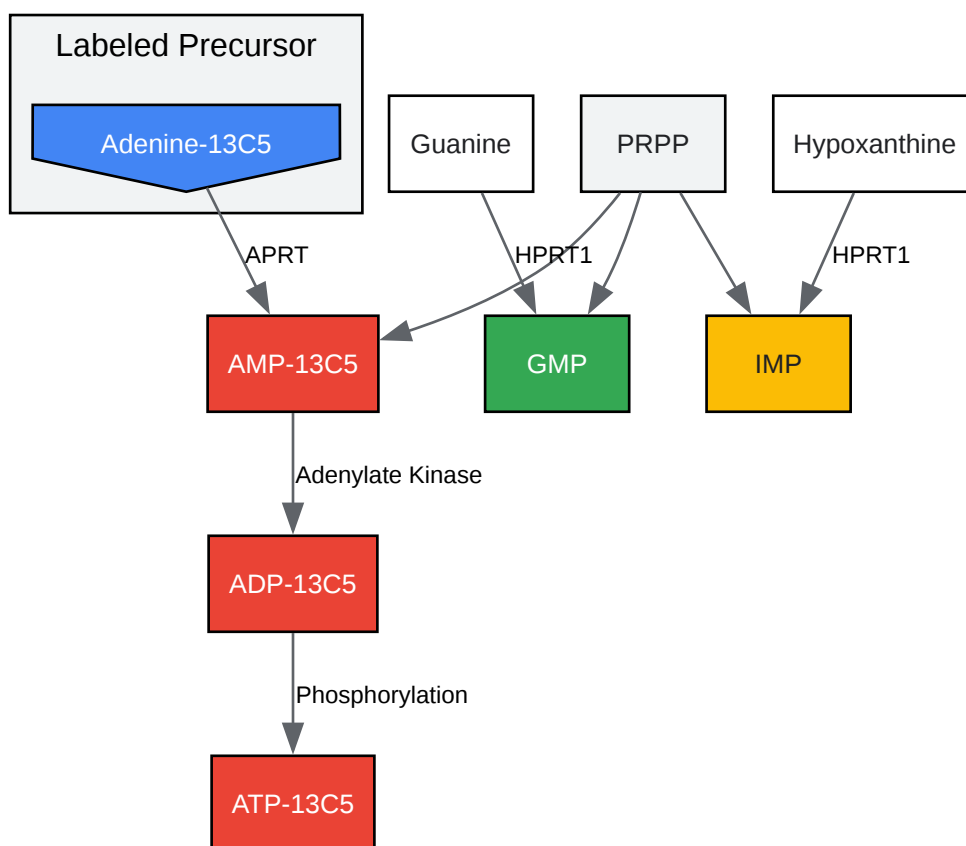 Labeled Precursor
Adenine-13C5
Guanine
PRPP
Hypoxanthine
APRT
HPRT1
HPRT1
AMP-13C5
GMP
IMP
Adenylate Kinase
ADP-13C5
Phosphorylation
ATP-13C5